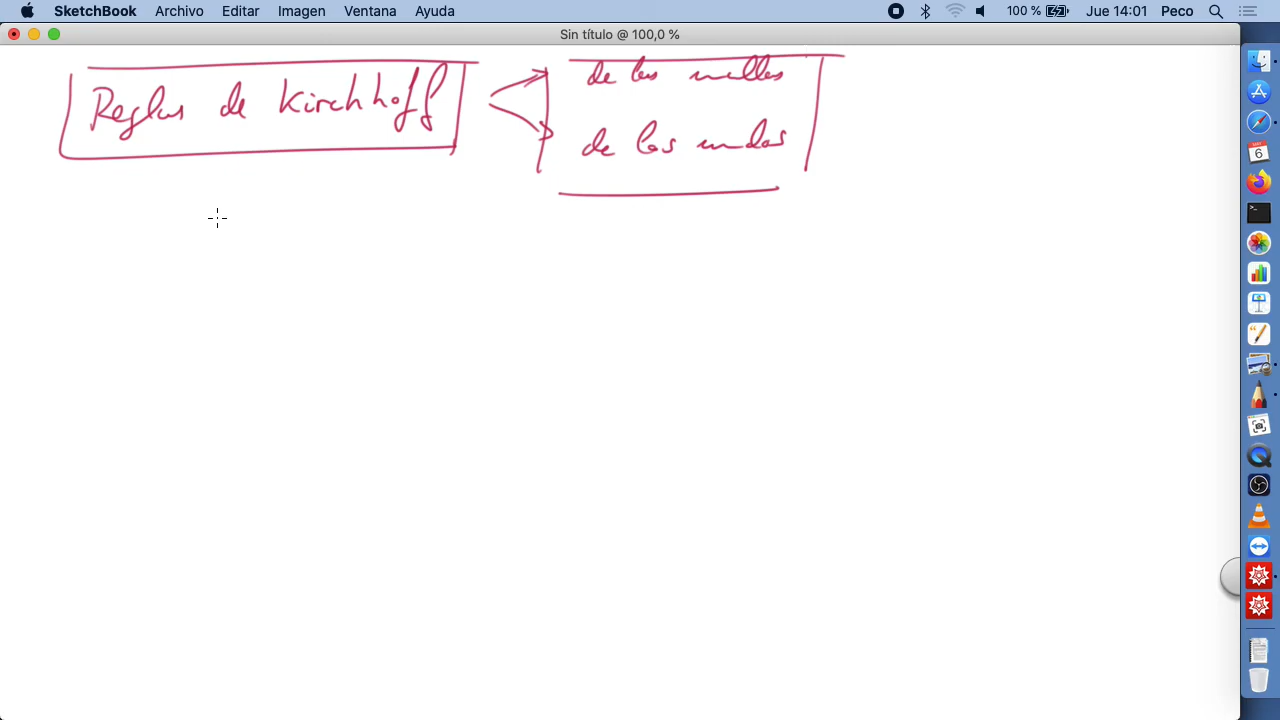 SketchBook Archivo Editar Imagen Ventana Ayuda 100 % Jue 14:01 Peco
Sin título @ 100,0 %
Reglas de Kirchhoff
de las mallas
de los nudos
6